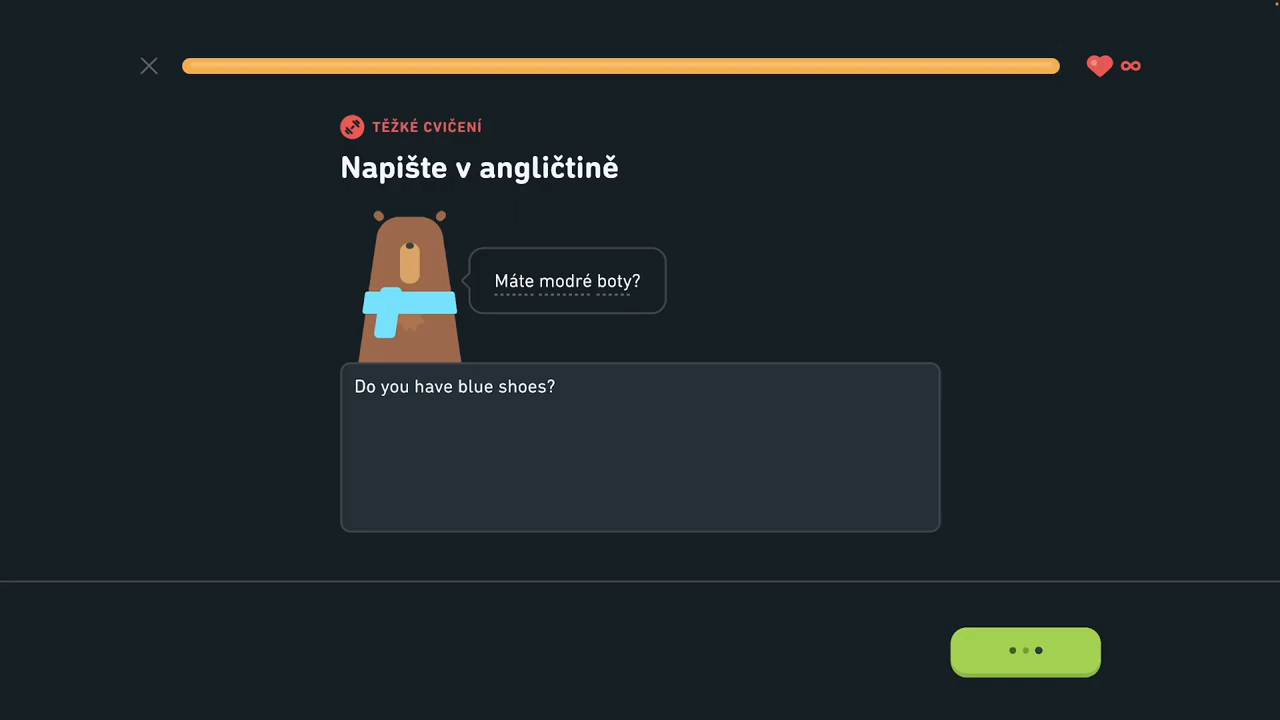 TĚŽKÉ CVIČENÍ
Napište v angličtině
Máte modré boty?
Do you have blue shoes?